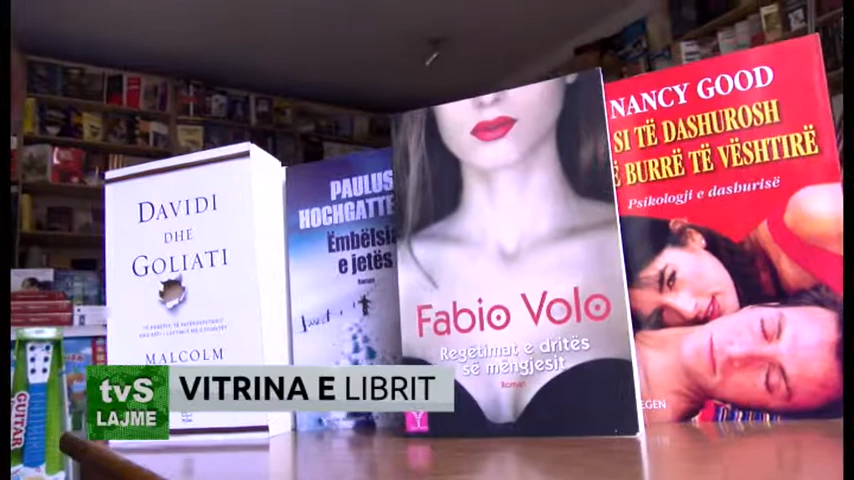 DAVIDI
DHE
GOLIATI
MALCOLM
PAULUS
HOCHGATTE
Ëmbëlsia
e jetës
Roman
Fabio Volo
Regëtimat e dritës
së mëngjesit
Roman
NANCY GOOD
SI TË DASHUROSH
BURRË TË VËSHTIRË
Psikologji e dashurisë
tvS
LAJME
VITRINA E LIBRIT
GUITAR